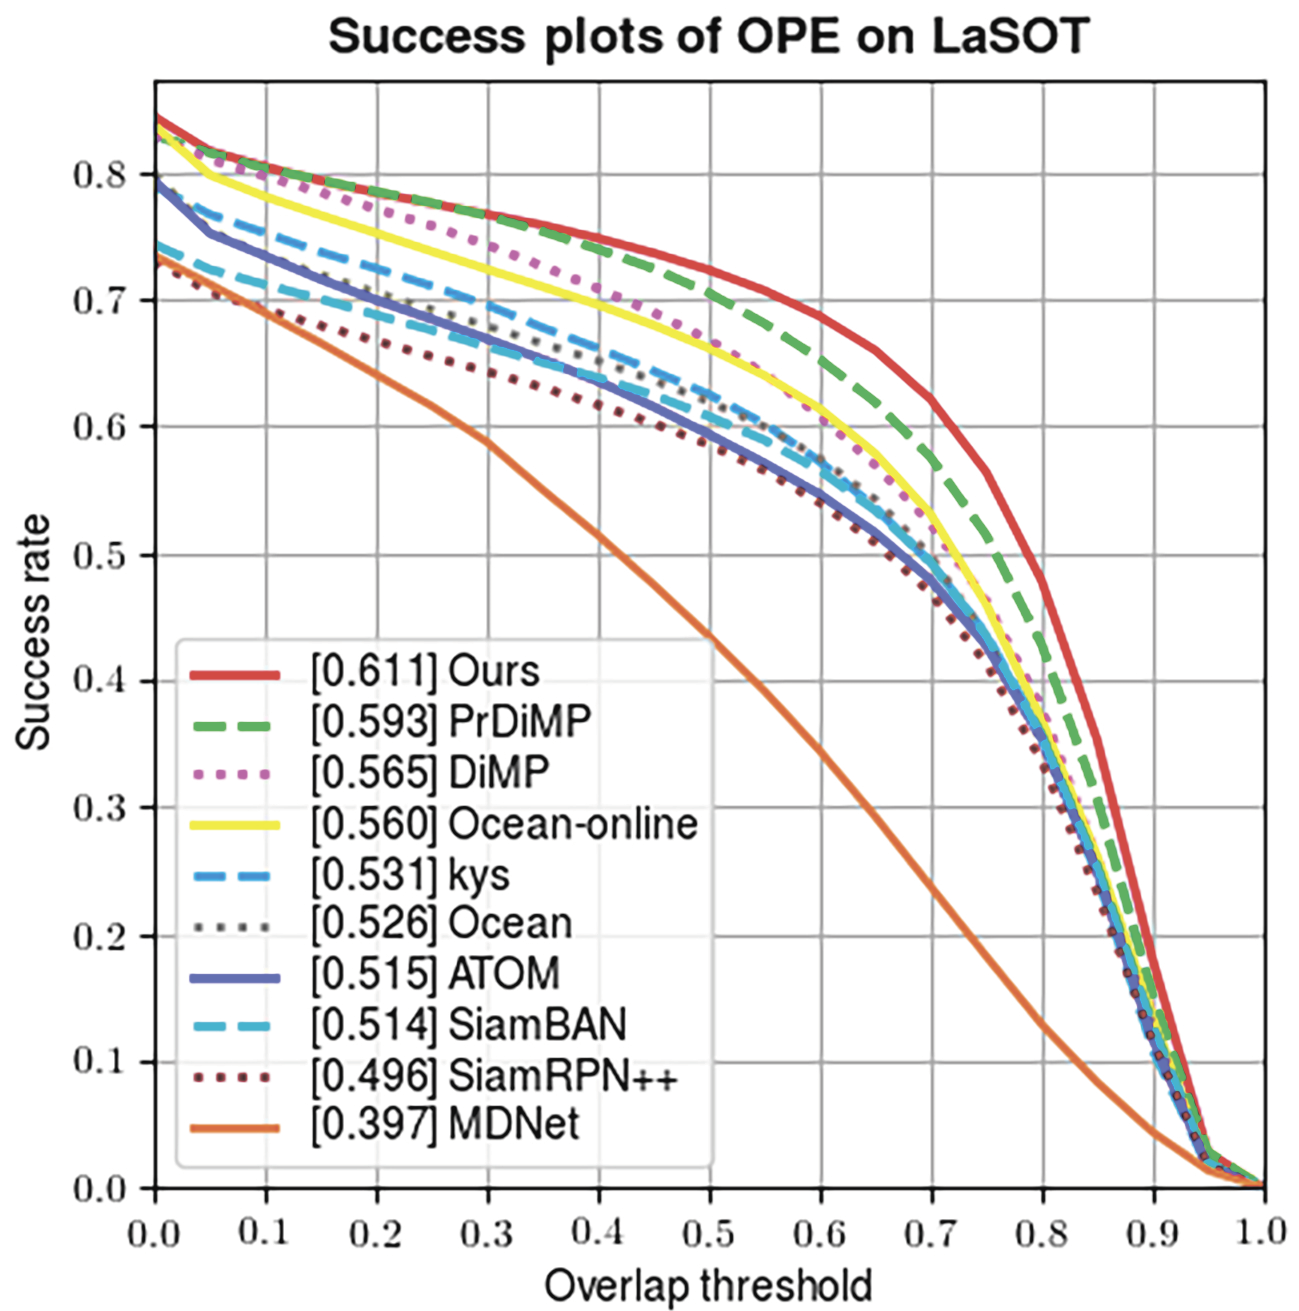 Success plots of OPE on LaSOT
Success rate
0.8
0.7
0.6
0.5
0.4
0.3
0.2
0.1
0.0
[0.611] Ours
[0.593] PrDiMP
[0.565] DiMP
[0.560] Ocean-online
[0.531] kys
[0.526] Ocean
[0.515] ATOM
[0.514] SiamBAN
[0.496] SiamRPN++
[0.397] MDNet
0.0 0.1 0.2 0.3 0.4 0.5 0.6 0.7 0.8 0.9 1.0
Overlap threshold